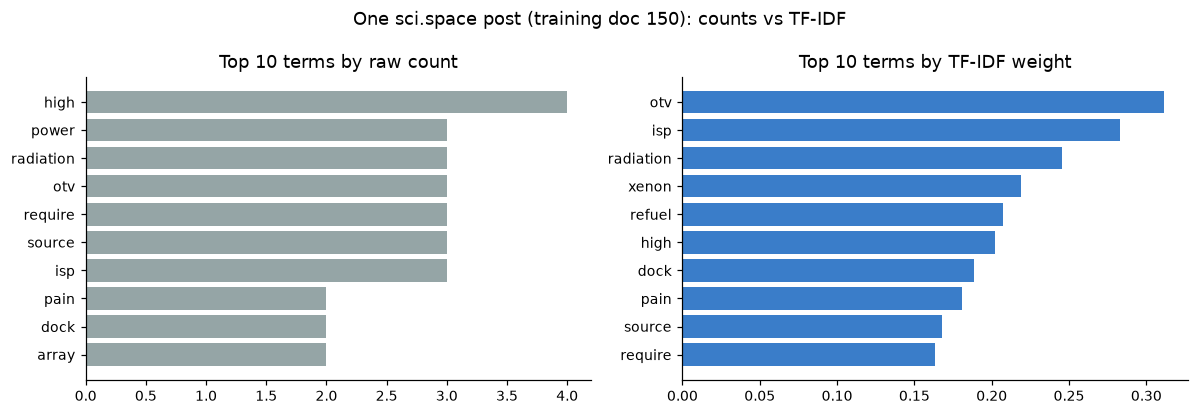 One sci.space post (training doc 150): counts vs TF-IDF
Top 10 terms by raw count
high
power
radiation
otv
require
source
isp
pain
dock
array
0.0 0.5 1.0 1.5 2.0 2.5 3.0 3.5 4.0
Top 10 terms by TF-IDF weight
otv
isp
radiation
xenon
refuel
high
dock
pain
source
require
0.00 0.05 0.10 0.15 0.20 0.25 0.30